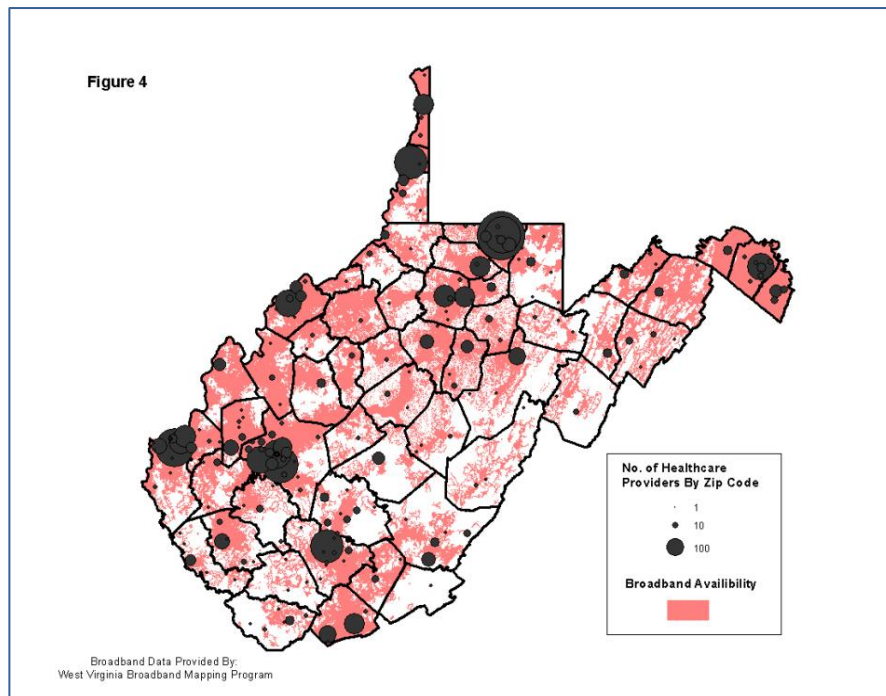 Figure 4
No. of Healthcare
Providers By Zip Code
1
10
100
Broadband Availibility
Broadband Data Provided By:
West Virginia Broadband Mapping Program